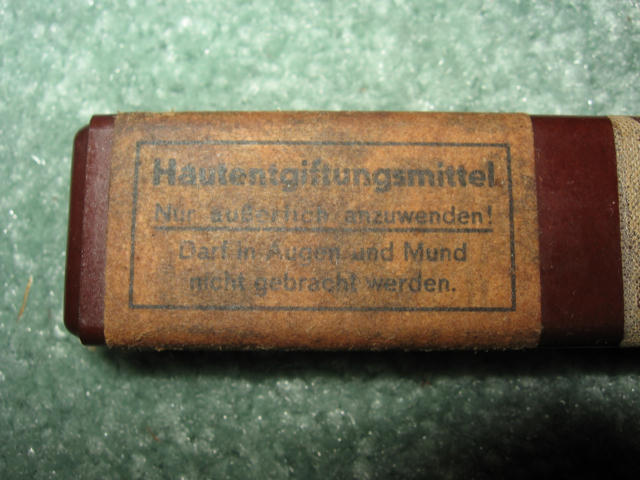 Hautentgiftungsmittel.
Nur äußerlich anzuwenden!
Darf in Augen und Mund
nicht gebracht werden.